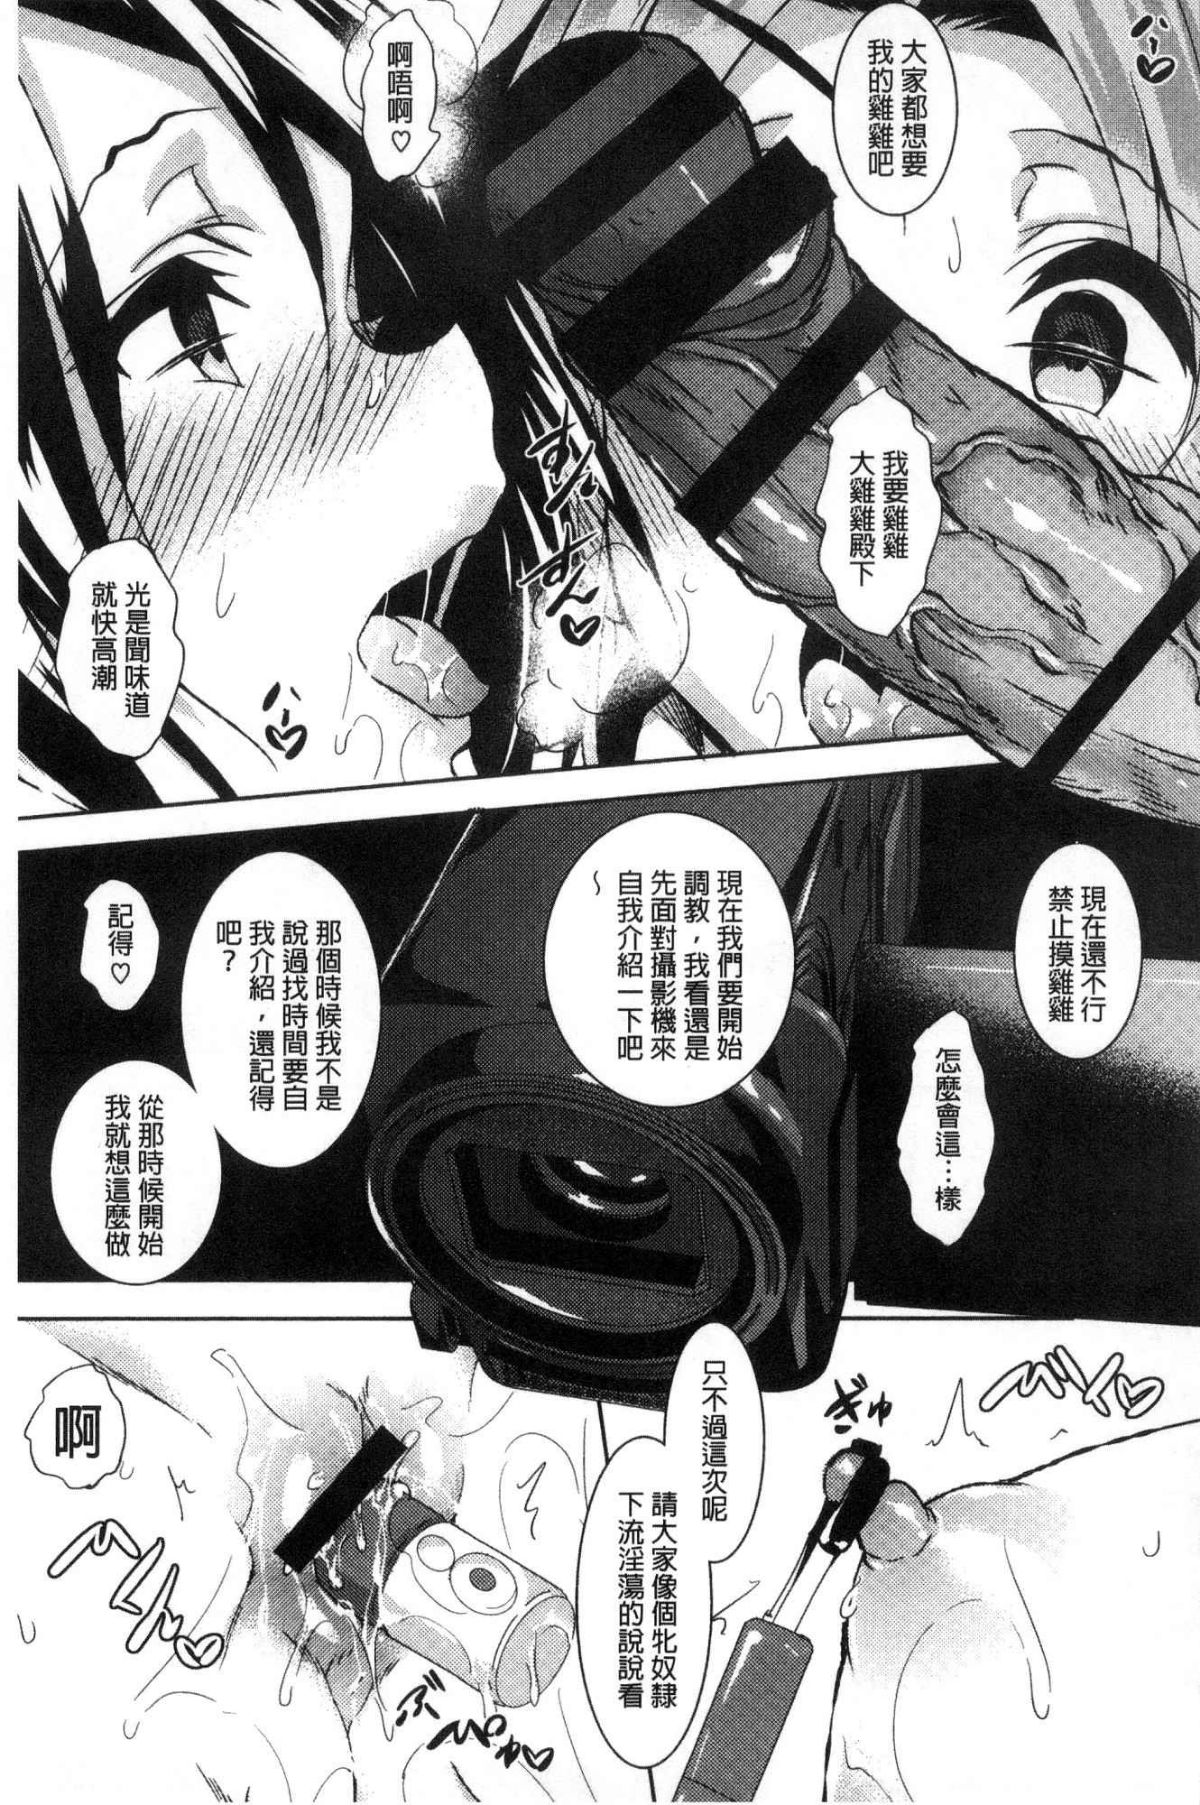 大家都想要
我的雞雞吧
啊唔啊♡
我要雞雞
大雞雞殿下
光是聞味道
就快高潮
現在還不行
禁止摸雞雞
怎麼會這…樣
現在我們要開始
調教，我看還是
先面對攝影機來
自我介紹一下吧
～
那個時候我不是
說過找時間要自
我介紹，還記得
吧？
記得♡
從那時候開始
我就想這麼做
只不過這次呢
請大家像個牝奴隸
下流淫蕩的說說看
ぎゅ
啊